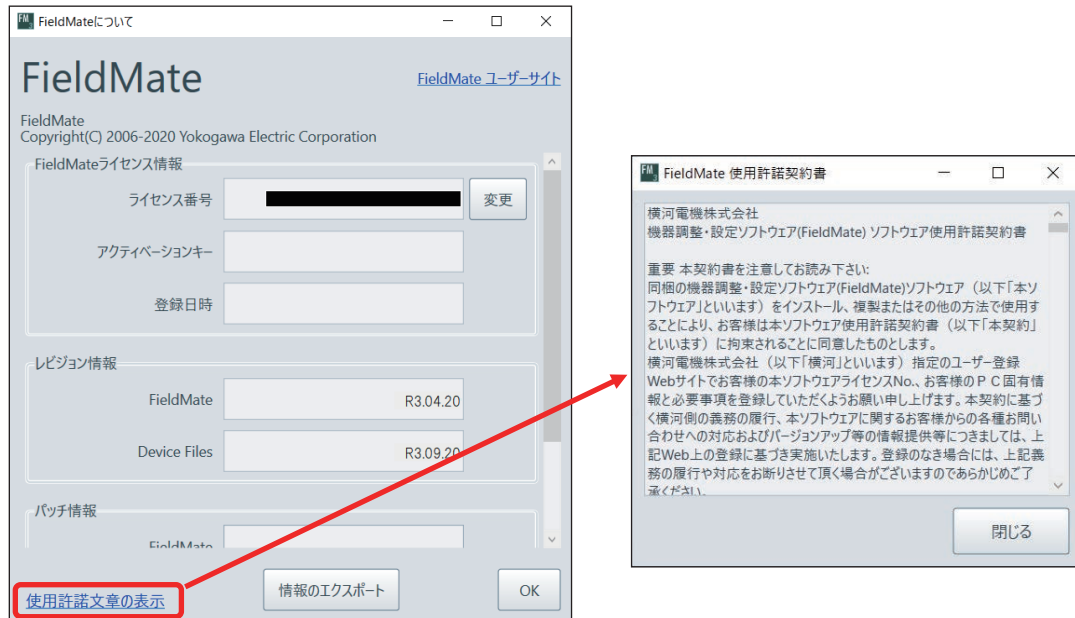 FieldMateについて
FieldMate
FieldMate ユーザーサイト
FieldMate
Copyright(C) 2006-2020 Yokogawa Electric Corporation
FieldMateライセンス情報
ライセンス番号
変更
アクティベーションキー
登録日時
レビジョン情報
FieldMate R3.04.20
Device Files R3.09.20
パッチ情報
FieldMate
使用許諾文章の表示
情報のエクスポート
OK
FieldMate 使用許諾契約書
横河電機株式会社
機器調整・設定ソフトウェア(FieldMate) ソフトウェア使用許諾契約書
重要 本契約書を注意してお読み下さい:
同梱の機器調整・設定ソフトウェア(FieldMate)ソフトウェア（以下「本ソ
フトウェア」といいます）をインストール、複製またはその他の方法で使用す
ることにより、お客様は本ソフトウェア使用許諾契約書（以下「本契約」
といいます）に拘束されることに同意したものとします。
横河電機株式会社（以下「横河」といいます）指定のユーザー登録
Webサイトでお客様の本ソフトウェアライセンスNo.、お客様のＰＣ固有情
報と必要事項を登録していただくようお願い申し上げます。本契約に基づ
く横河側の義務の履行、本ソフトウェアに関するお客様からの各種お問い
合わせへの対応およびバージョンアップ等の情報提供等につきましては、上
記Web上の登録に基づき実施いたします。登録のなき場合には、上記義
務の履行や対応をお断りさせて頂く場合がございますのであらかじめご了
承ください。
閉じる